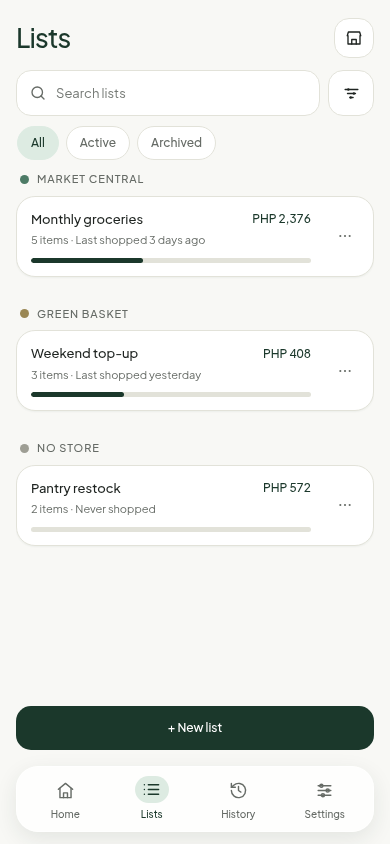 Lists
Search lists
All
Active
Archived
MARKET CENTRAL
Monthly groceries
PHP 2,376
5 items · Last shopped 3 days ago
GREEN BASKET
Weekend top-up
PHP 408
3 items · Last shopped yesterday
NO STORE
Pantry restock
PHP 572
2 items · Never shopped
+ New list
Home
Lists
History
Settings